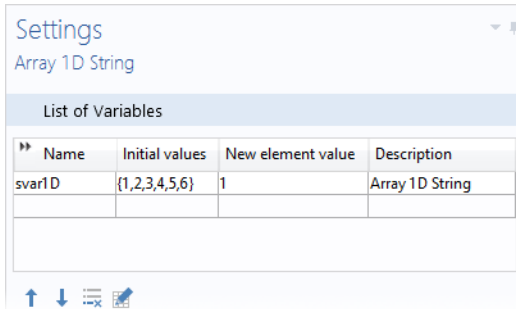 Settings
Array 1D String
List of Variables
Name Initial values New element value Description
svar1D {1,2,3,4,5,6} 1 Array 1D String